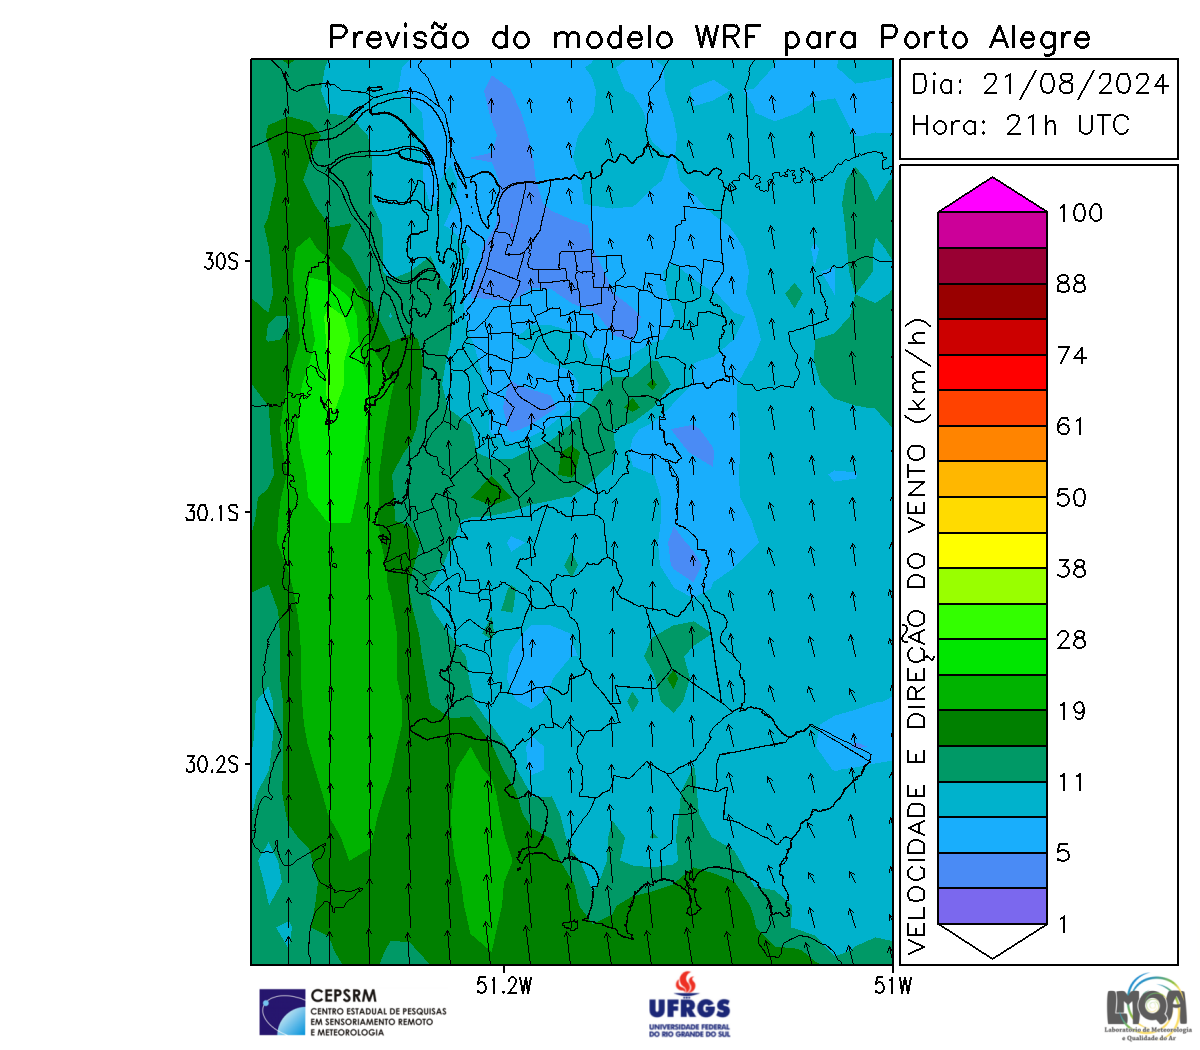 Previsão do modelo WRF para Porto Alegre
Dia: 21/08/2024
Hora: 21h UTC
30S
30.1S
30.2S
51.2W
51W
VELOCIDADE E DIREÇÃO DO VENTO (km/h)
100
88
74
61
50
38
28
19
11
5
1
CEPSRM
CENTRO ESTADUAL DE PESQUISAS
EM SENSORIAMENTO REMOTO
E METEOROLOGIA
UFRGS
UNIVERSIDADE FEDERAL
DO RIO GRANDE DO SUL
LMQA
Laboratório de Meteorologia
e Qualidade do Ar